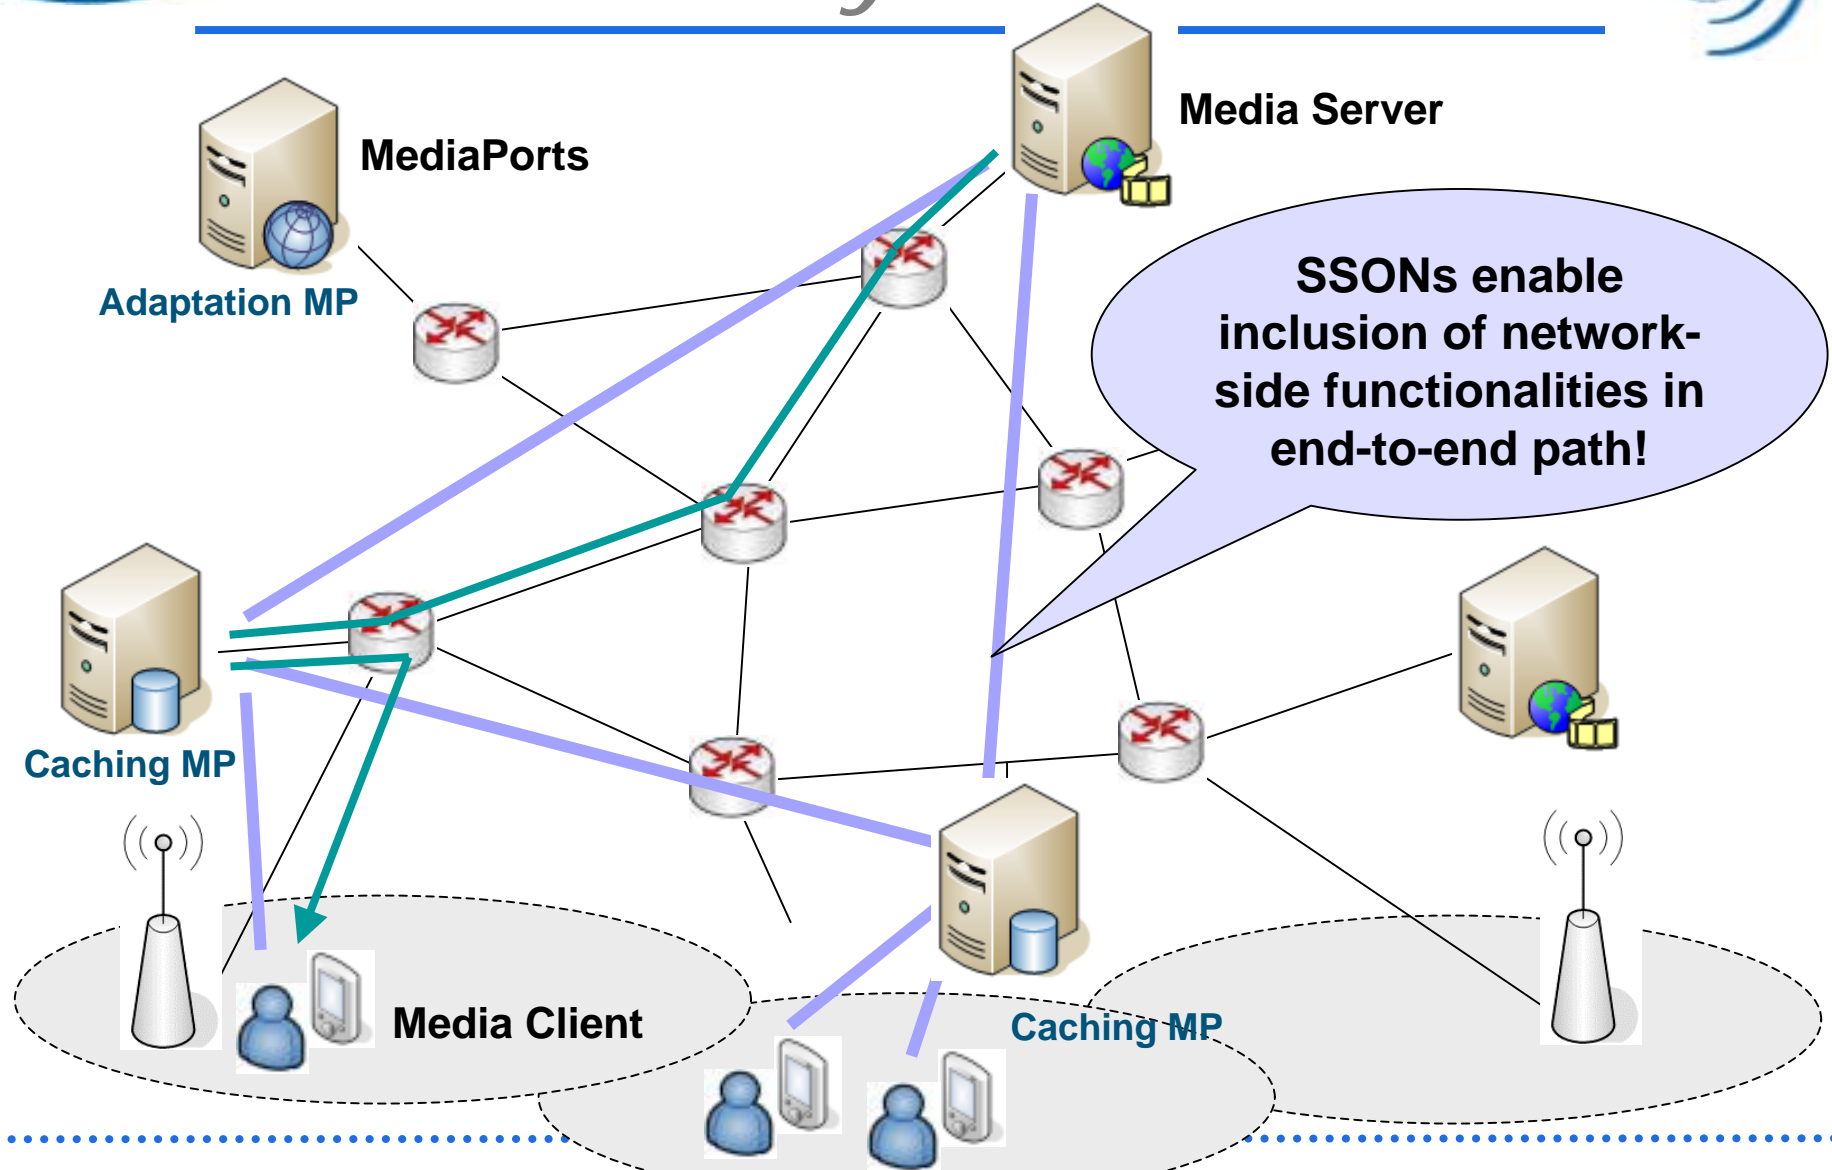 Media Server
MediaPorts
Adaptation MP
SSONs enable
inclusion of network-
side functionalities in
end-to-end path!
Caching MP
Media Client
Caching MP